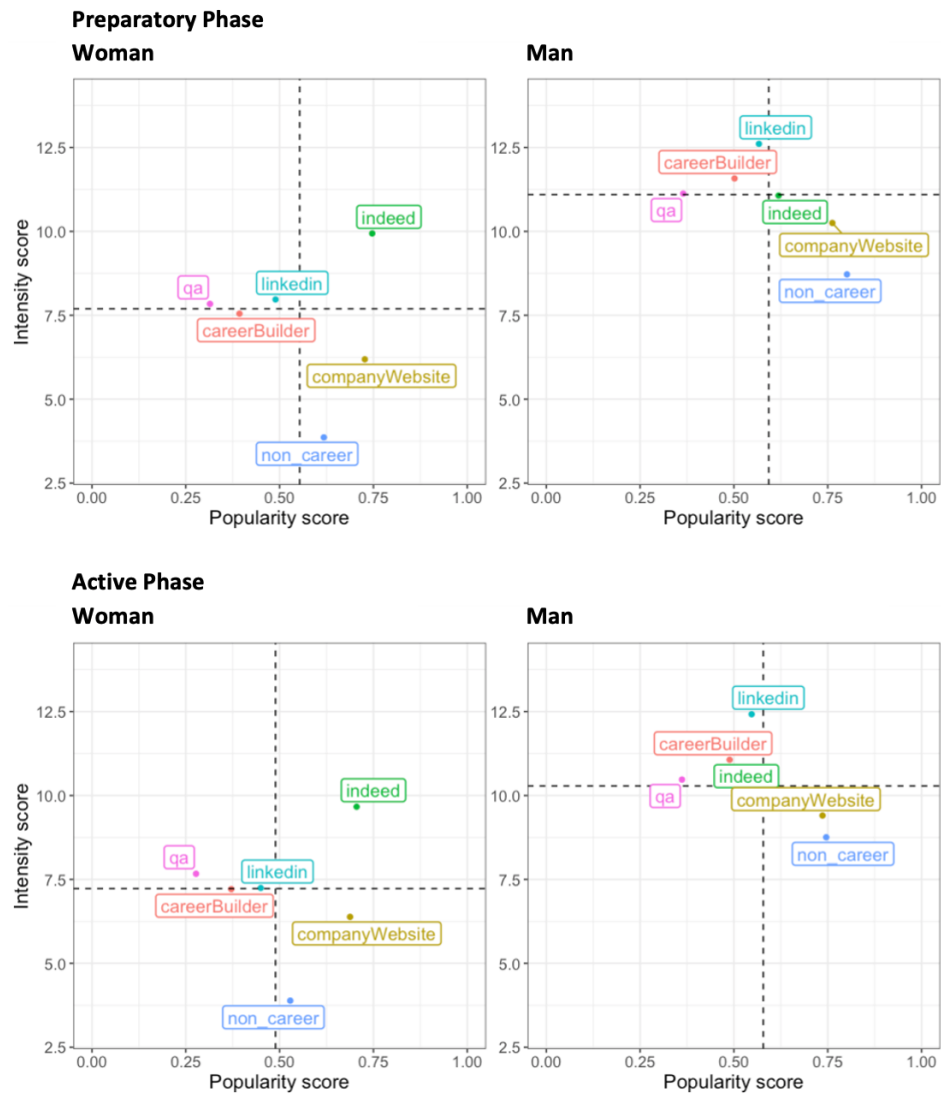 Preparatory Phase
Woman
Man
Intensity score
12.5
10.0
7.5
5.0
2.5
indeed
linkedin
qa
careerBuilder
companyWebsite
non_career
0.00 0.25 0.50 0.75 1.00
Popularity score
12.5
10.0
7.5
5.0
2.5
linkedin
careerBuilder
qa
indeed
companyWebsite
non_career
0.00 0.25 0.50 0.75 1.00
Popularity score
Active Phase
Woman
Man
Intensity score
12.5
10.0
7.5
5.0
2.5
indeed
qa
linkedin
careerBuilder
companyWebsite
non_career
0.00 0.25 0.50 0.75 1.00
Popularity score
12.5
10.0
7.5
5.0
2.5
linkedin
careerBuilder
indeed
qa
companyWebsite
non_career
0.00 0.25 0.50 0.75 1.00
Popularity score